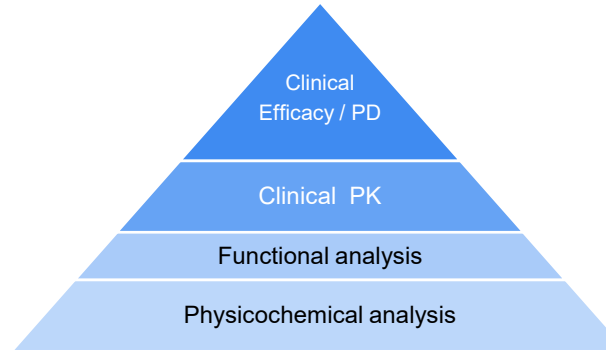 Clinical
Efficacy / PD
Clinical PK
Functional analysis
Physicochemical analysis